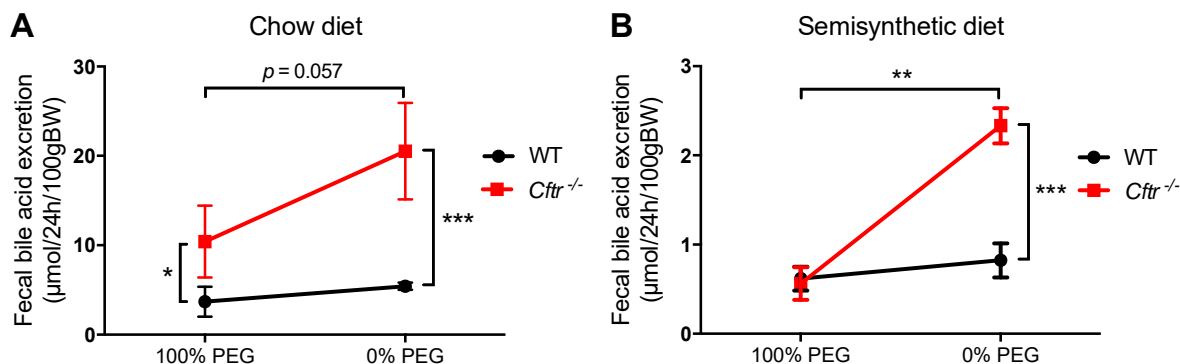 A
Chow diet
Fecal bile acid excretion
(μmol/24h/100gBW)
30
20
10
0
p = 0.057
*
***
100% PEG
0% PEG
WT
Cftr -/-
B
Semisynthetic diet
Fecal bile acid excretion
(μmol/24h/100gBW)
3
2
1
0
**
***
100% PEG
0% PEG
WT
Cftr -/-